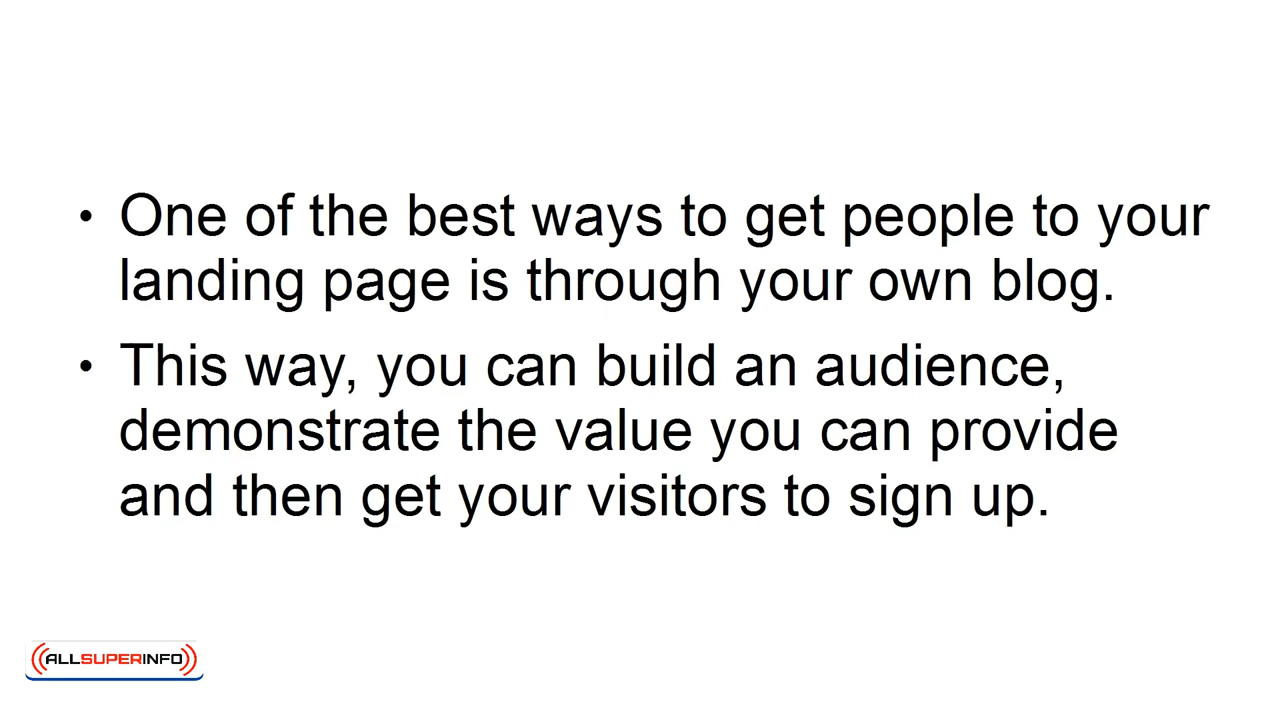 • One of the best ways to get people to your
landing page is through your own blog.
• This way, you can build an audience,
demonstrate the value you can provide
and then get your visitors to sign up.
ALLSUPERINFO